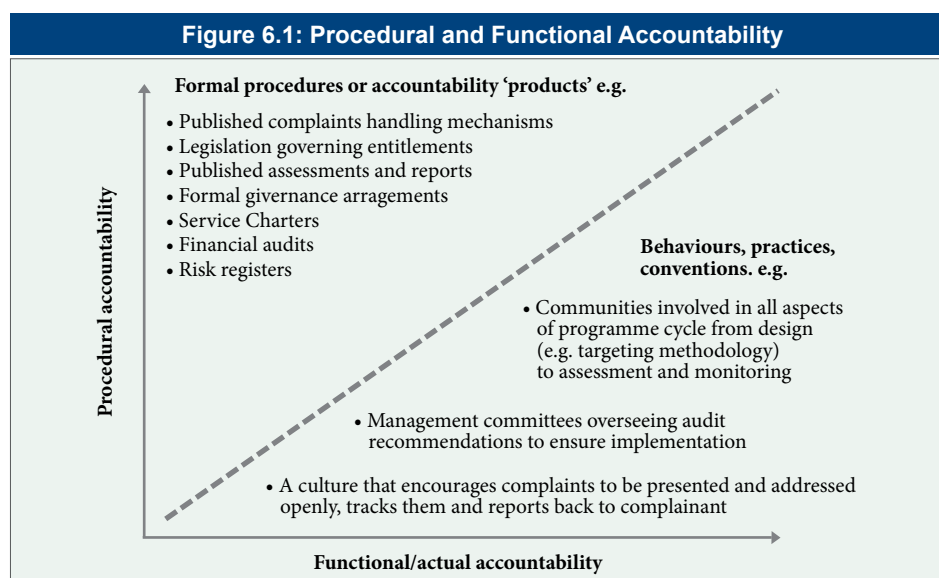 Figure 6.1: Procedural and Functional Accountability
Formal procedures or accountability ‘products’ e.g.
• Published complaints handling mechanisms
• Legislation governing entitlements
• Published assessments and reports
• Formal givernance arragements
• Service Charters
• Financial audits
• Risk registers
Procedural accountability
Behaviours, practices,
conventions. e.g.
• Communities involved in all aspects
of programme cycle from design
(e.g. targeting methodology)
to assessment and monitoring
• Management committees overseeing audit
recommendations to ensure implementation
• A culture that encourages complaints to be presented and addressed
openly, tracks them and reports back to complainant
Functional/actual accountability